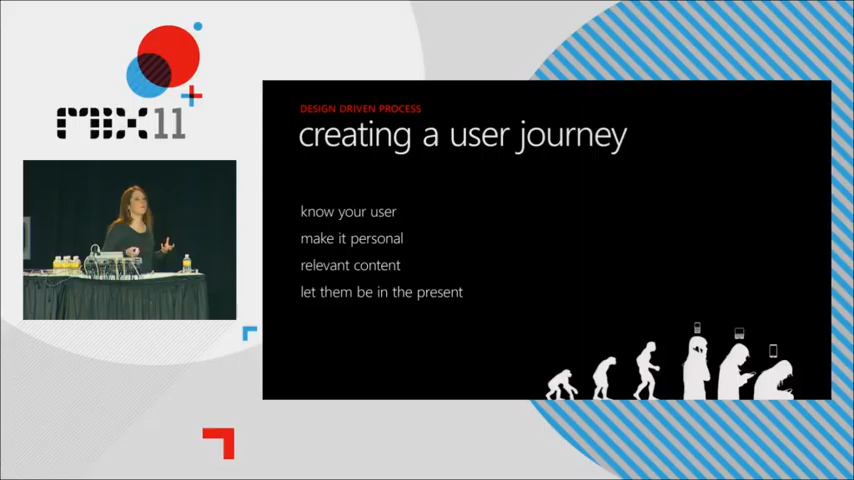 mix11
DESIGN DRIVEN PROCESS
creating a user journey
know your user
make it personal
relevant content
let them be in the present